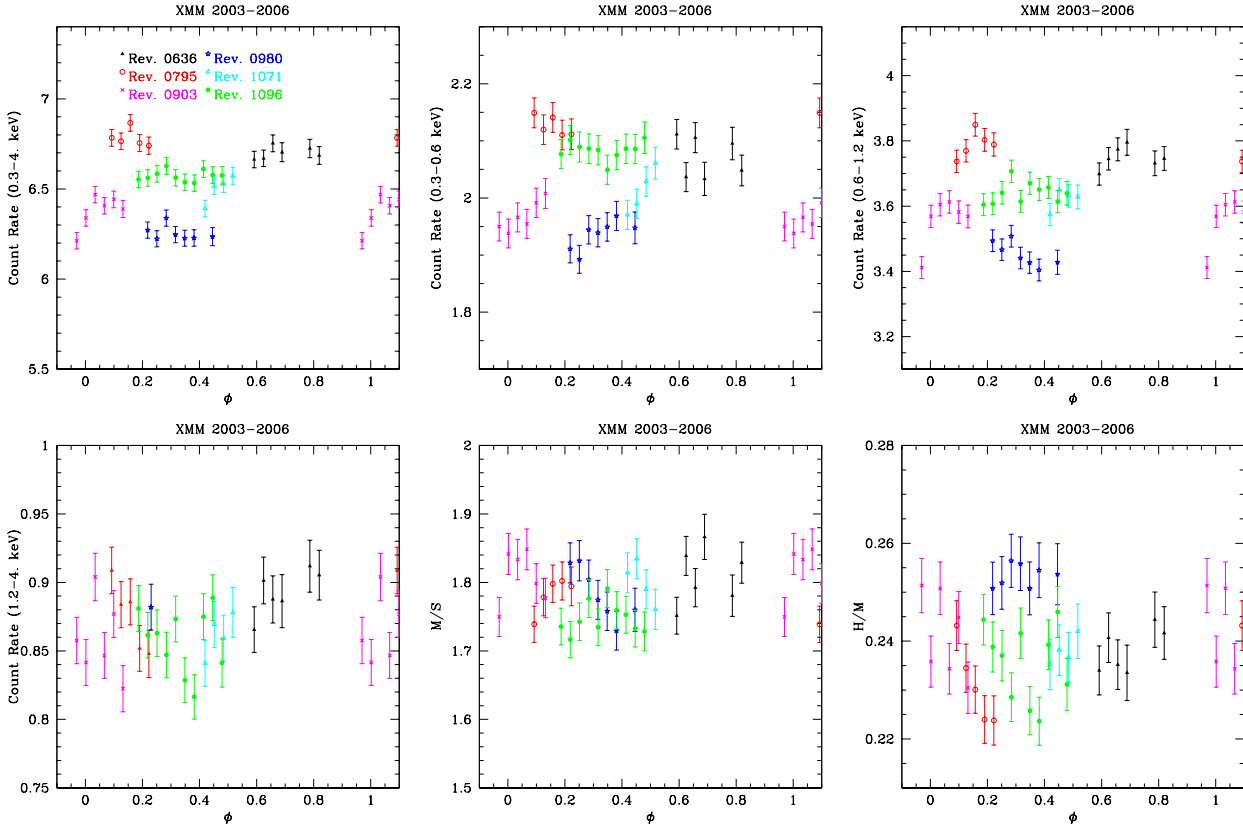 XMM 2003-2006
Count Rate (0.3-4. keV)
7
6.5
6
5.5
0 0.2 0.4 0.6 0.8 1
φ
Rev. 0636
Rev. 0795
Rev. 0903
Rev. 0980
Rev. 1071
Rev. 1096
XMM 2003-2006
Count Rate (0.3-0.6 keV)
2.2
2.1
2
1.9
1.8
0 0.2 0.4 0.6 0.8 1
φ
XMM 2003-2006
Count Rate (0.6-1.2 keV)
4
3.8
3.6
3.4
3.2
0 0.2 0.4 0.6 0.8 1
φ
XMM 2003-2006
Count Rate (1.2-4. keV)
1
0.95
0.9
0.85
0.8
0.75
0 0.2 0.4 0.6 0.8 1
φ
XMM 2003-2006
M/S
2
1.9
1.8
1.7
1.6
1.5
0 0.2 0.4 0.6 0.8 1
φ
XMM 2003-2006
H/M
0.28
0.26
0.24
0.22
0 0.2 0.4 0.6 0.8 1
φ